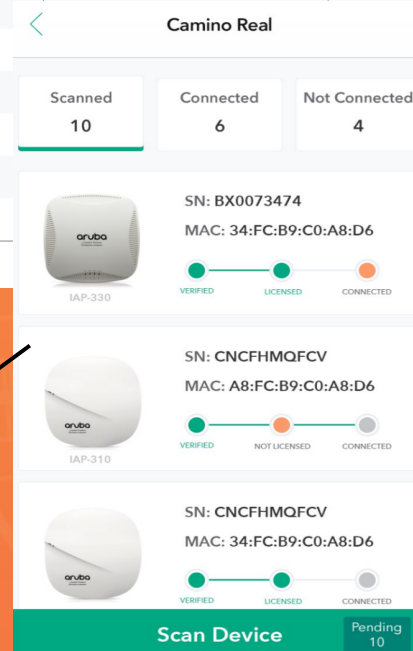 Camino Real
Scanned Connected Not Connected
10 6 4
aruba
IAP-330
SN: BX0073474
MAC: 34:FC:B9:C0:A8:D6
VERIFIED LICENSED CONNECTED
aruba
IAP-310
SN: CNCFHMQFCV
MAC: A8:FC:B9:C0:A8:D6
VERIFIED NOT LICENSED CONNECTED
aruba
SN: CNCFHMQFCV
MAC: 34:FC:B9:C0:A8:D6
VERIFIED LICENSED CONNECTED
Scan Device
Pending
10